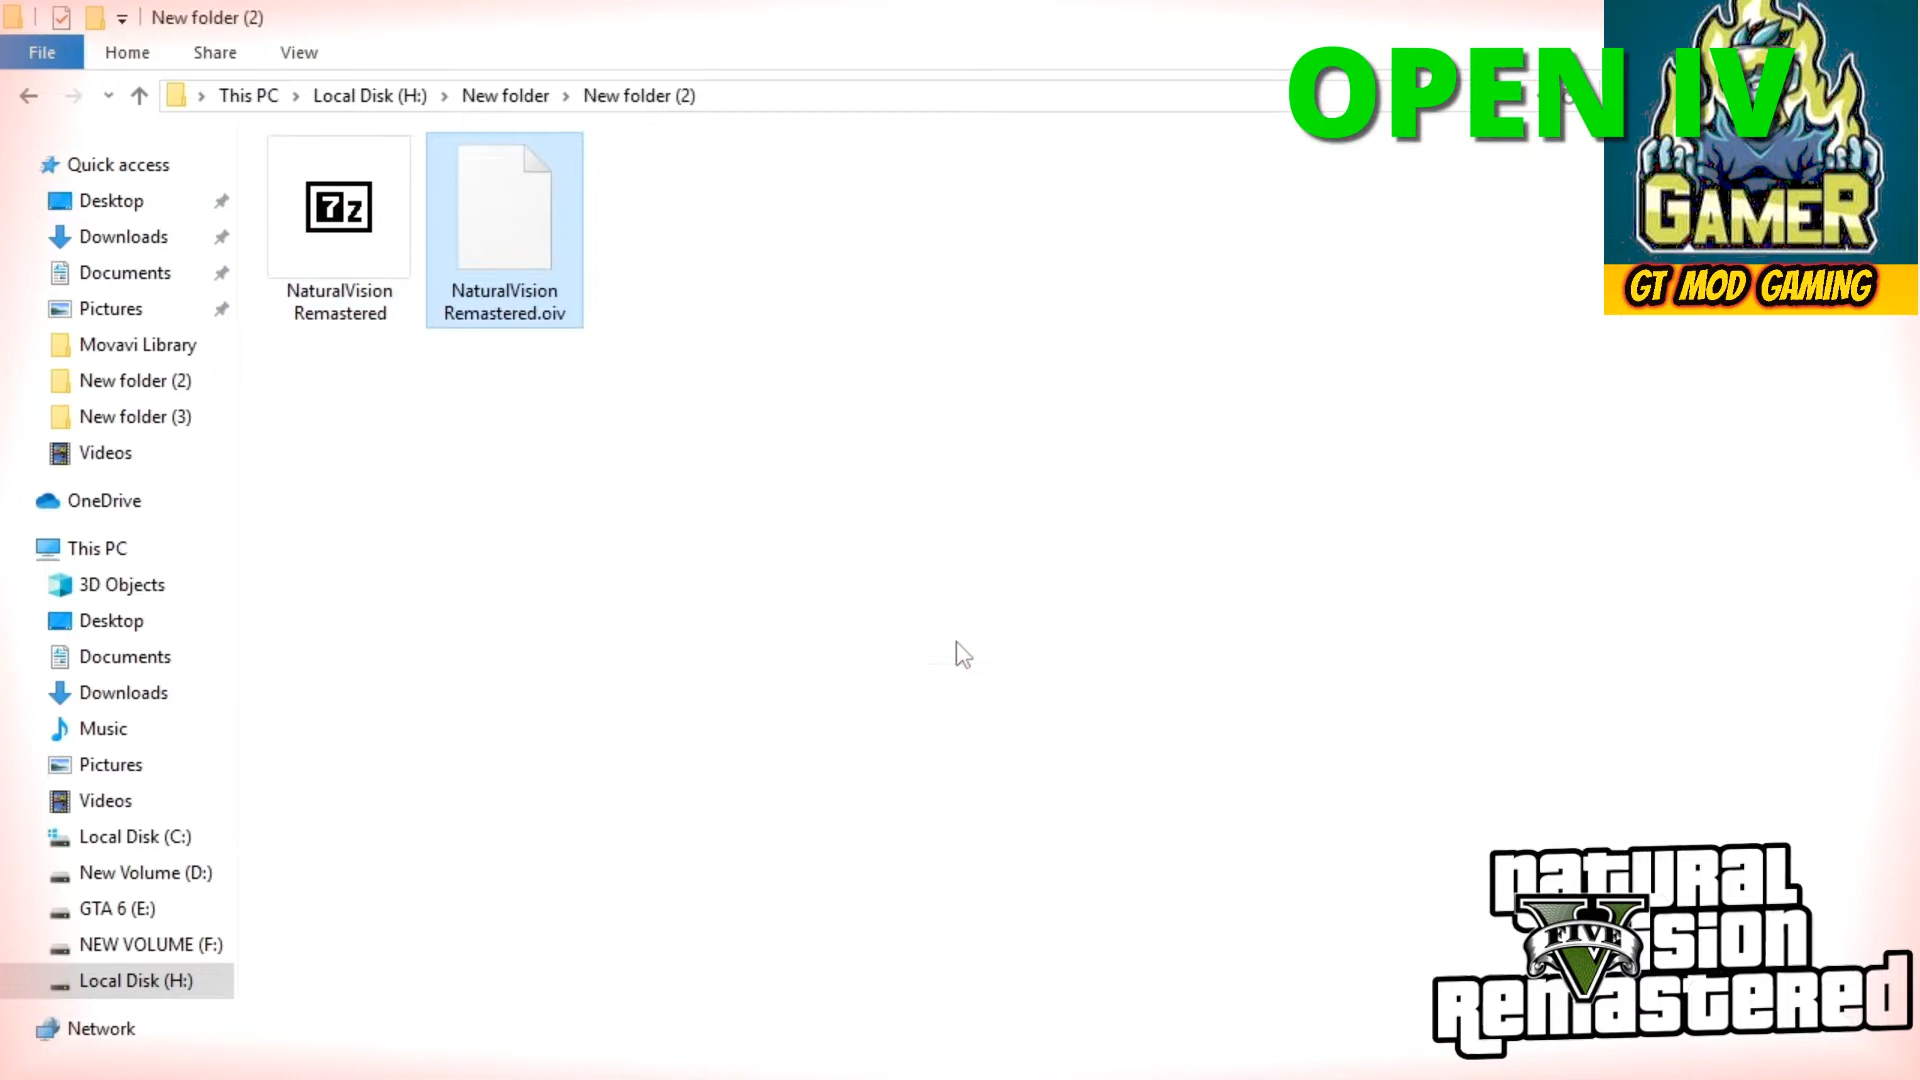 New folder (2)
File Home Share View
This PC > Local Disk (H:) > New folder > New folder (2)
OPEN IV
GAMER
GT MOD GAMING
Quick access
Desktop
Downloads
Documents
Pictures
Movavi Library
New folder (2)
New folder (3)
Videos
OneDrive
This PC
3D Objects
Desktop
Documents
Downloads
Music
Pictures
Videos
Local Disk (C:)
New Volume (D:)
GTA 6 (E:)
NEW VOLUME (F:)
Local Disk (H:)
Network
7z
NaturalVision
Remastered
NaturalVision
Remastered.oiv
natural
V FIVE
vision
remastered